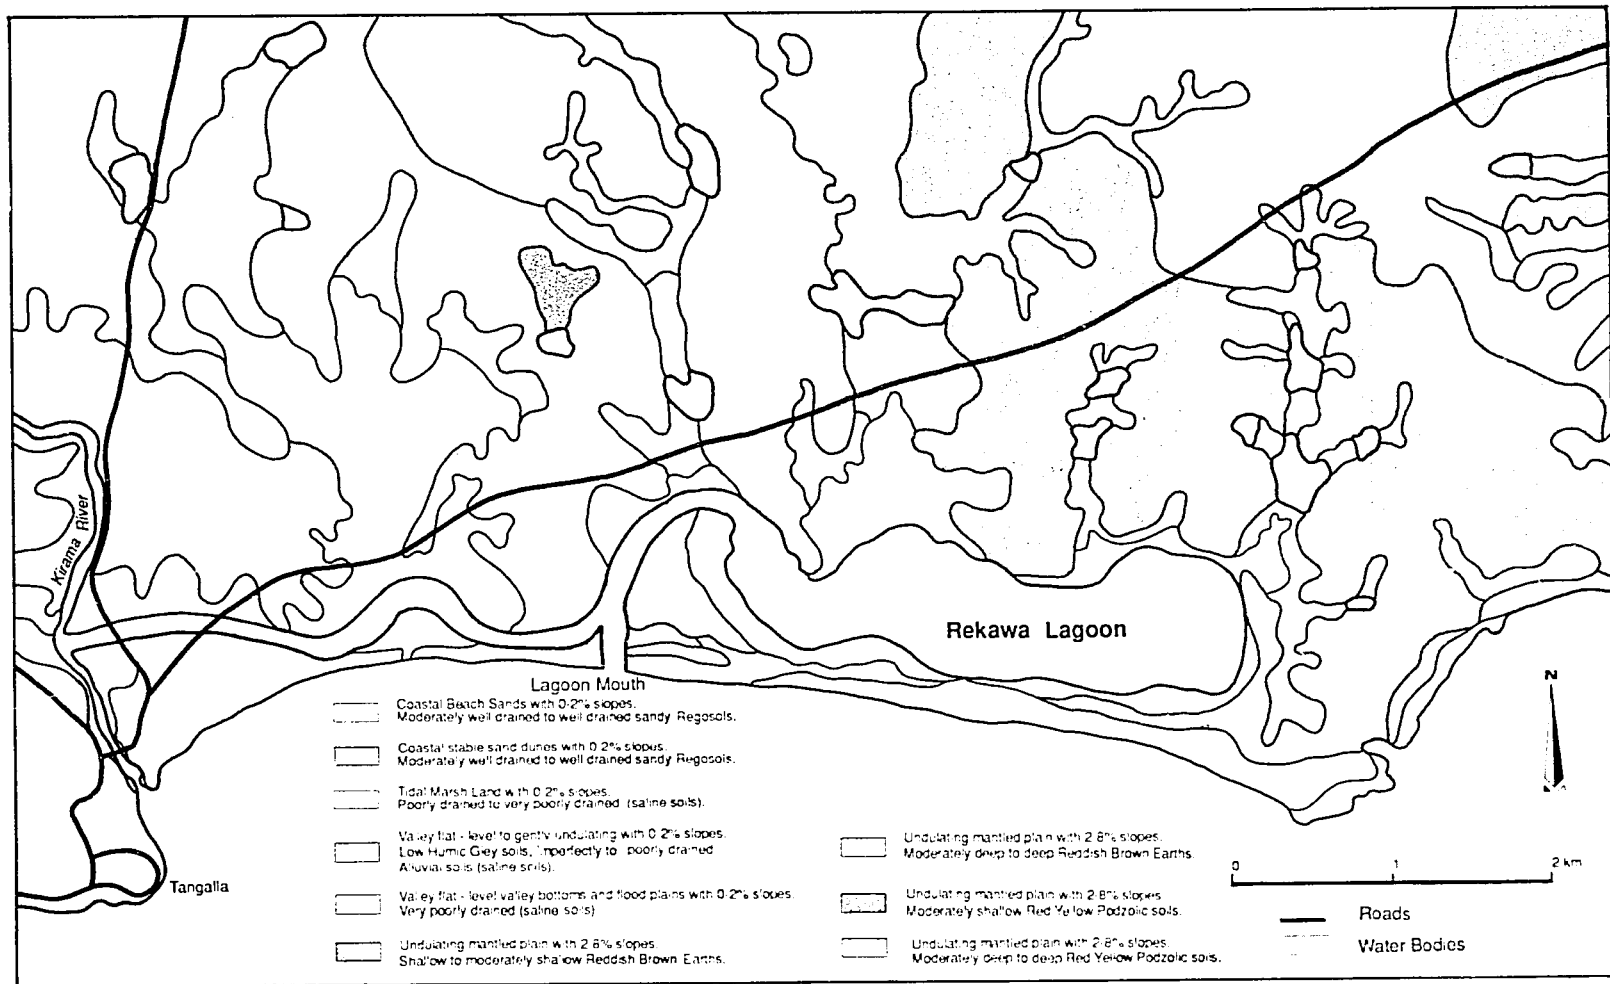 Kirama River
Rekawa Lagoon
N
Lagoon Mouth
Coastal Beach Sands with 0-2% slopes.
Moderately well drained to well drained sandy Regosols.
Coastal stable sand dunes with 0 2% slopes.
Moderately well drained to well drained sandy Regosols.
Tidal Marsh Land with 0 2% slopes.
Poorly drained to very poorly drained (saline soils).
Valley flat - level to gently undulating with 0 2% slopes.
Low Humic Gley soils, imperfectly to poorly drained
Alluvial soils (saline soils).
Valley flat - level valley bottoms and flood plains with 0-2% slopes.
Very poorly drained (saline soils)
Undulating mantled plain with 2 8% slopes.
Shallow to moderately shallow Reddish Brown Earths.
Undulating mantled plain with 2 8% slopes.
Moderately deep to deep Reddish Brown Earths.
Undulating mantled plain with 2-8% slopes
Moderately shallow Red Yellow Podzolic soils.
Undulating mantled plain with 2-8% slopes
Moderately deep to deep Red Yellow Podzolic soils.
0 1 2 km
Roads
Water Bodies
Tangalla